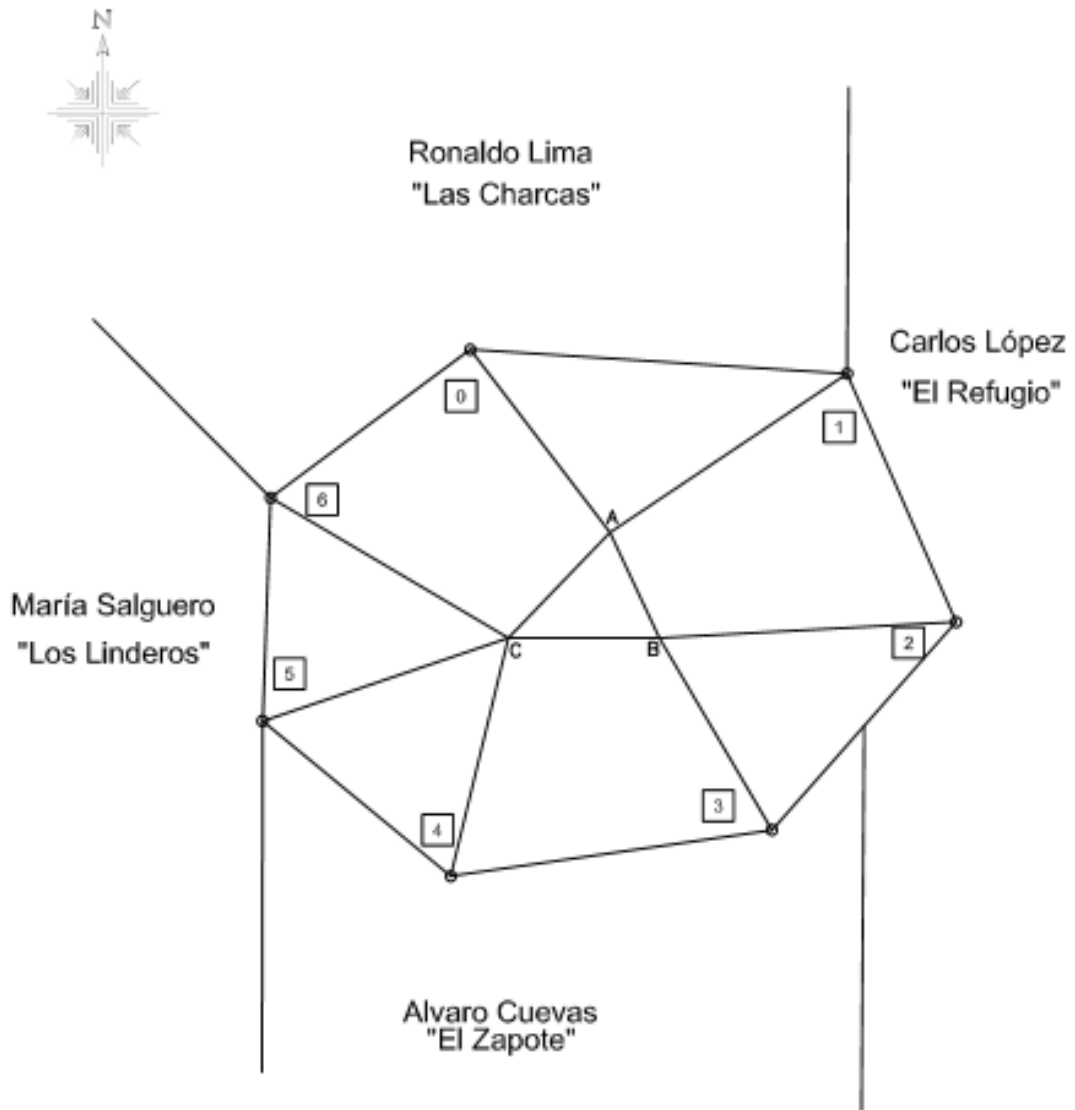 N
Ronaldo Lima
"Las Charcas"
Carlos López
"El Refugio"
0
1
6
A
María Salguero
"Los Linderos"
C
B
2
5
3
4
Alvaro Cuevas
"El Zapote"